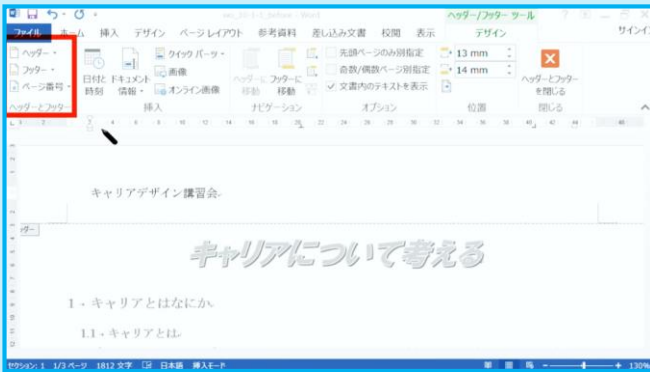 ヘッダー/フッター ツール
ファイル ホーム 挿入 デザイン ページ レイアウト 参考資料 差し込み文書 校閲 表示 デザイン サインイン
ヘッダー
フッター
ページ番号
日付と時刻
ドキュメント情報
クイック パーツ
画像
オンライン画像
ヘッダーに移動
フッターに移動
先頭ページのみ別指定
奇数/偶数ページ別指定
文書内のテキストを表示
13 mm
14 mm
ヘッダーとフッターを閉じる
ヘッダーとフッター 挿入 ナビゲーション オプション 位置 閉じる
キャリアデザイン講習会
キャリアについて考える
1 キャリアとはなにか
1.1 キャリアとは
セクション: 1 1/3 ページ 1812 文字 日本語 挿入モード 130%